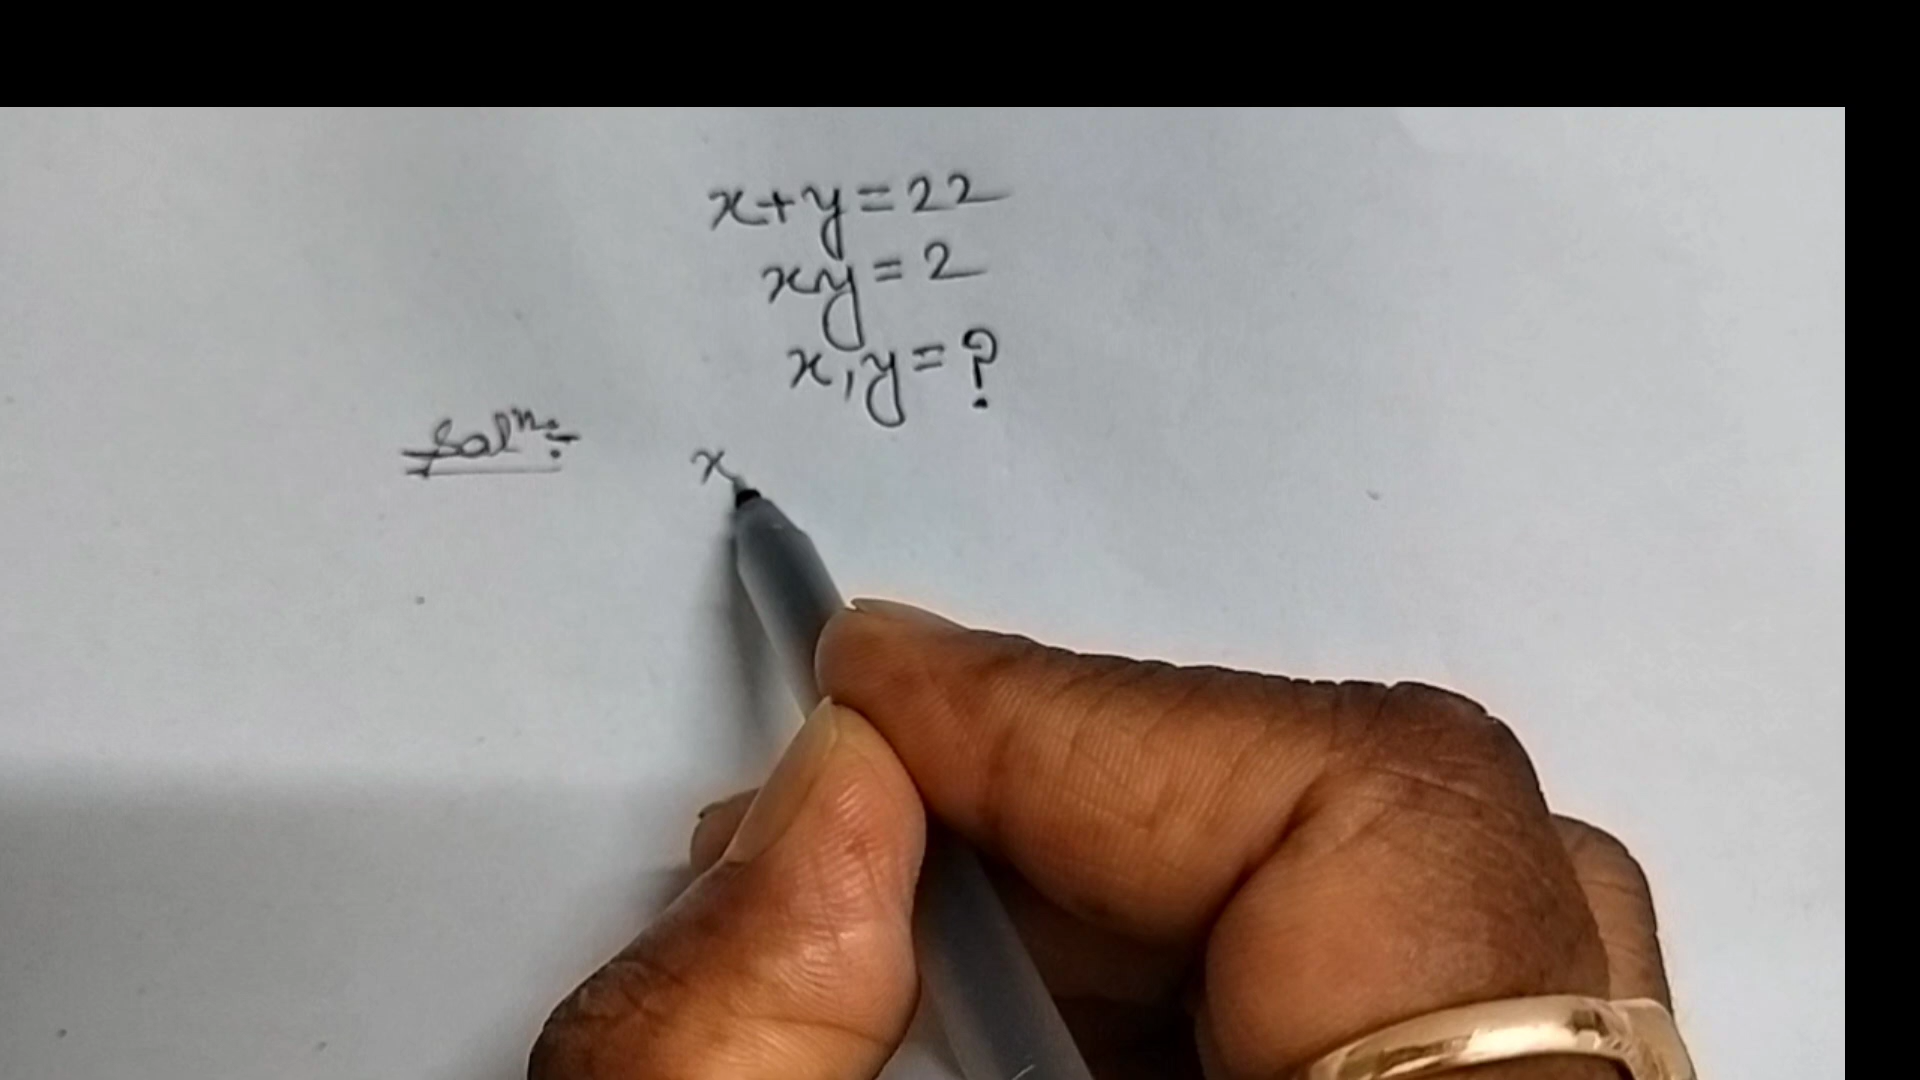 x+y=22
xy=2
x,y=?
Solⁿ:-
x